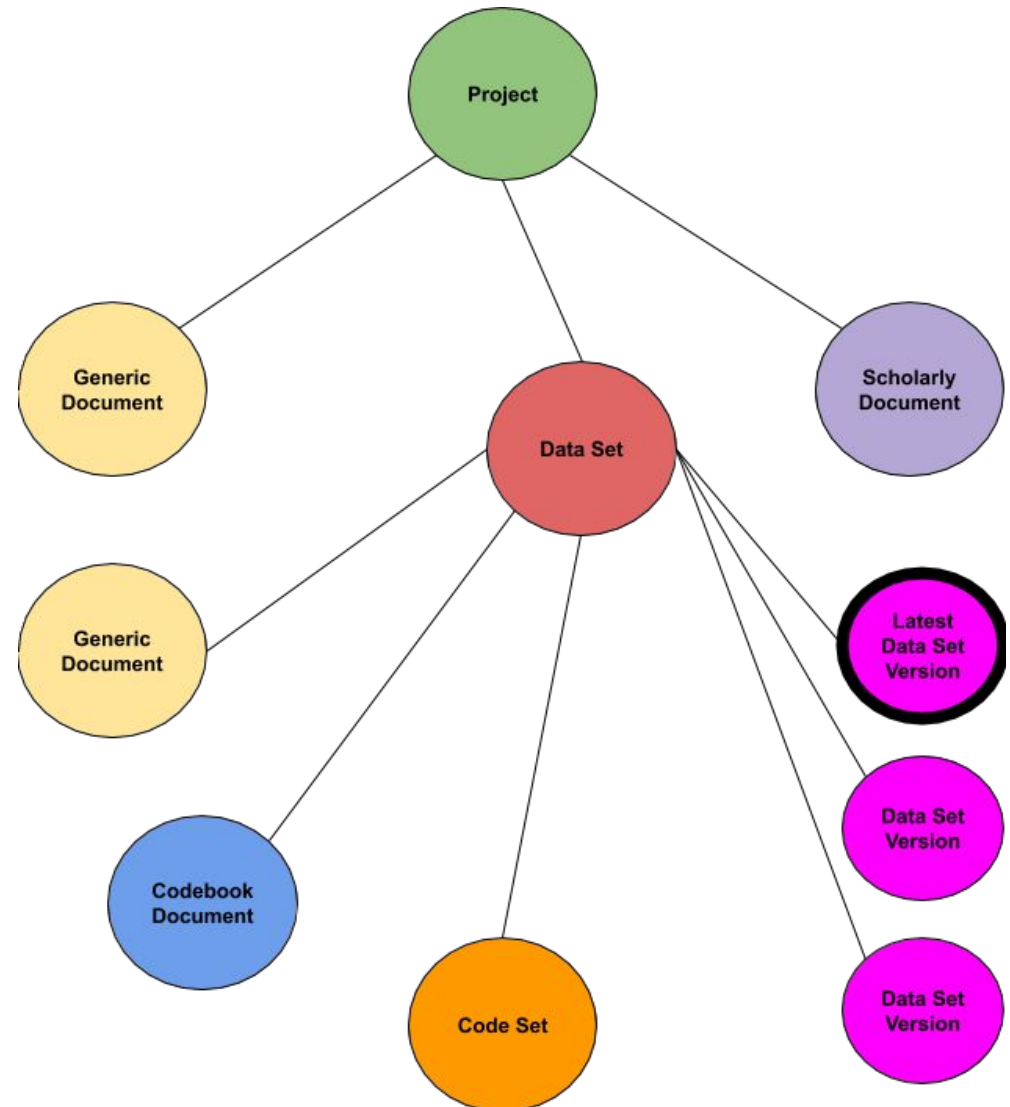 Project
Generic
Document
Scholarly
Document
Data Set
Generic
Document
Latest
Data Set
Version
Data Set
Version
Codebook
Document
Data Set
Version
Code Set